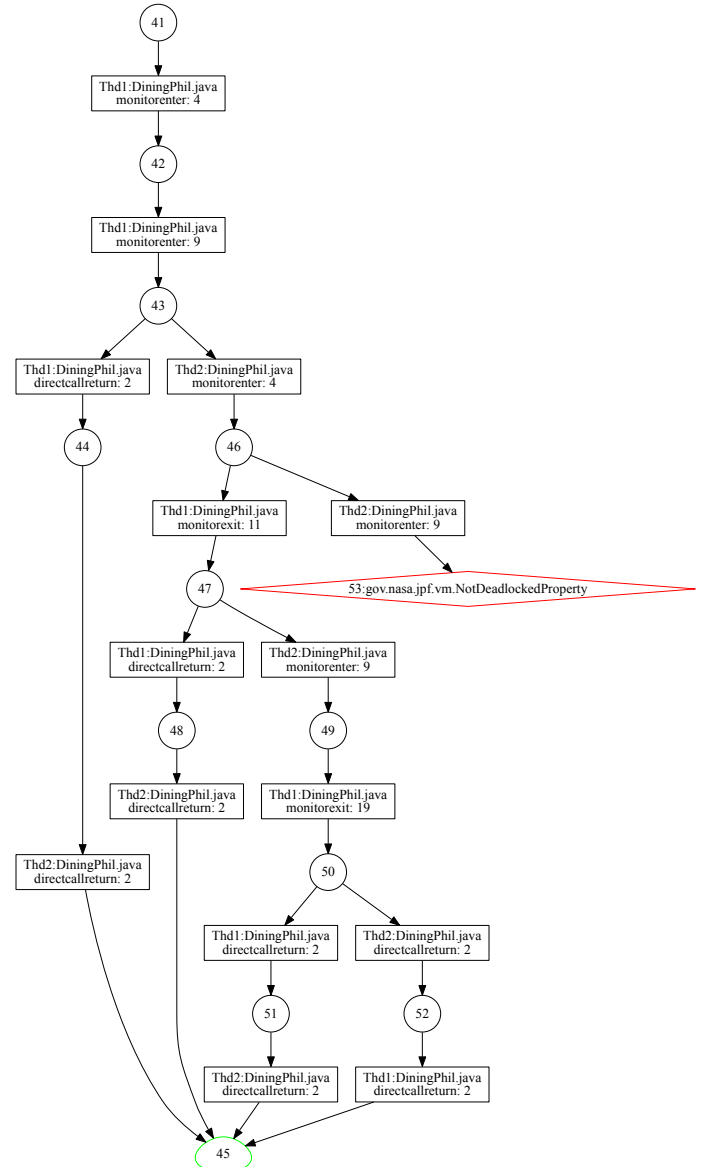 41
Thd1:DiningPhil.java
monitorenter: 4
42
Thd1:DiningPhil.java
monitorenter: 9
43
Thd1:DiningPhil.java
directcallreturn: 2
Thd2:DiningPhil.java
monitorenter: 4
44
46
Thd1:DiningPhil.java
monitorexit: 11
Thd2:DiningPhil.java
monitorenter: 9
47
53:gov.nasa.jpf.vm.NotDeadlockedProperty
Thd1:DiningPhil.java
directcallreturn: 2
Thd2:DiningPhil.java
monitorenter: 9
48
49
Thd2:DiningPhil.java
directcallreturn: 2
Thd1:DiningPhil.java
monitorexit: 19
Thd2:DiningPhil.java
directcallreturn: 2
50
Thd1:DiningPhil.java
directcallreturn: 2
Thd2:DiningPhil.java
directcallreturn: 2
51
52
Thd2:DiningPhil.java
directcallreturn: 2
Thd1:DiningPhil.java
directcallreturn: 2
45